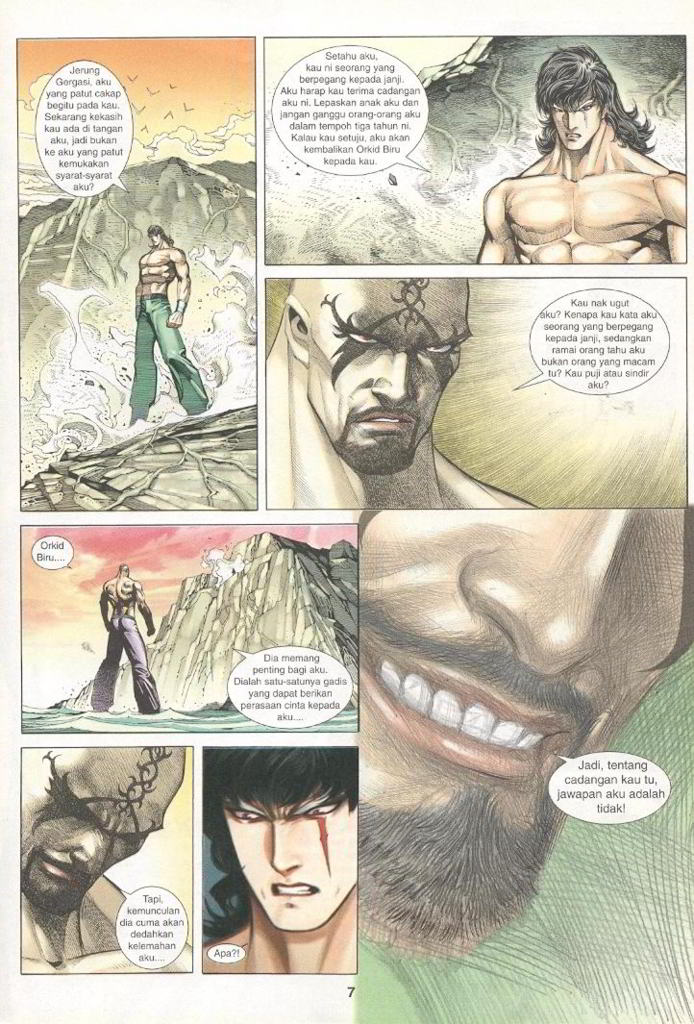 Jerung
Gergasi, aku
yang patut cakap
begitu pada kau.
Sekarang kekasih
kau ada di tangan
aku, jadi bukan
ke aku yang patut
kemukakan
syarat-syarat
aku?
Setahu aku,
kau ni seorang yang
berpegang kepada janji.
Aku harap kau terima cadangan
aku ni. Lepaskan anak aku dan
jangan ganggu orang-orang aku
dalam tempoh tiga tahun ni.
Kalau kau setuju, aku akan
kembalikan Orkid Biru
kepada kau.
Kau nak ugut
aku? Kenapa kau kata aku
seorang yang berpegang
kepada janji, sedangkan
ramai orang tahu aku
bukan orang yang macam
tu? Kau puji atau sindir
aku?
Orkid
Biru....
Dia memang
penting bagi aku.
Dialah satu-satunya gadis
yang dapat berikan
perasaan cinta kepada
aku....
Tapi,
kemunculan
dia cuma akan
dedahkan
kelemahan
aku....
Apa?!
Jadi, tentang
cadangan kau tu,
jawapan aku adalah
tidak!
7